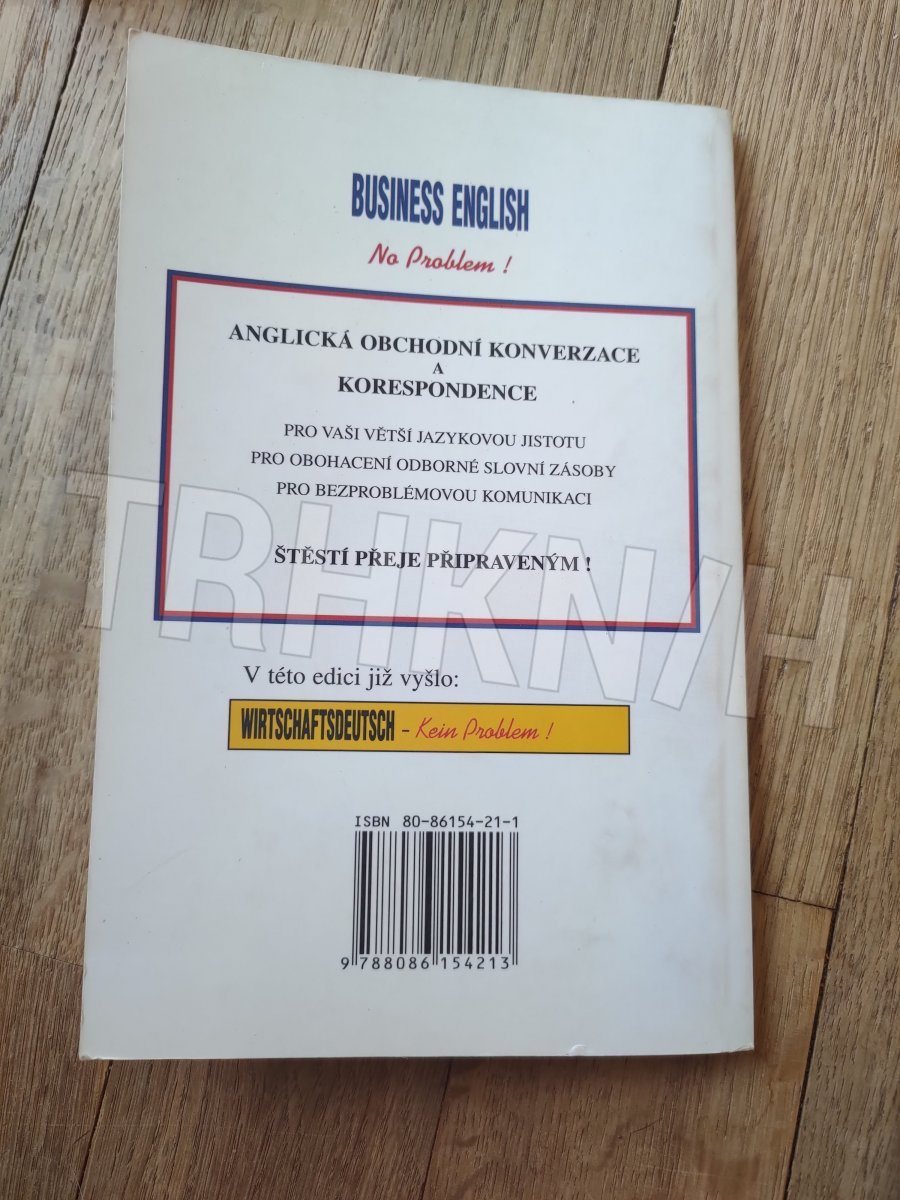 BUSINESS ENGLISH
No Problem !
ANGLICKÁ OBCHODNÍ KONVERZACE
A
KORESPONDENCE
PRO VAŠI VĚTŠÍ JAZYKOVOU JISTOTU
PRO OBOHACENÍ ODBORNÉ SLOVNÍ ZÁSOBY
PRO BEZPROBLÉMOVOU KOMUNIKACI
ŠTĚSTÍ PŘEJE PŘIPRAVENÝM !
TRHKNIH
V této edici již vyšlo:
WIRTSCHAFTSDEUTSCH - Kein Problem !
ISBN 80-86154-21-1
9 788086 154213